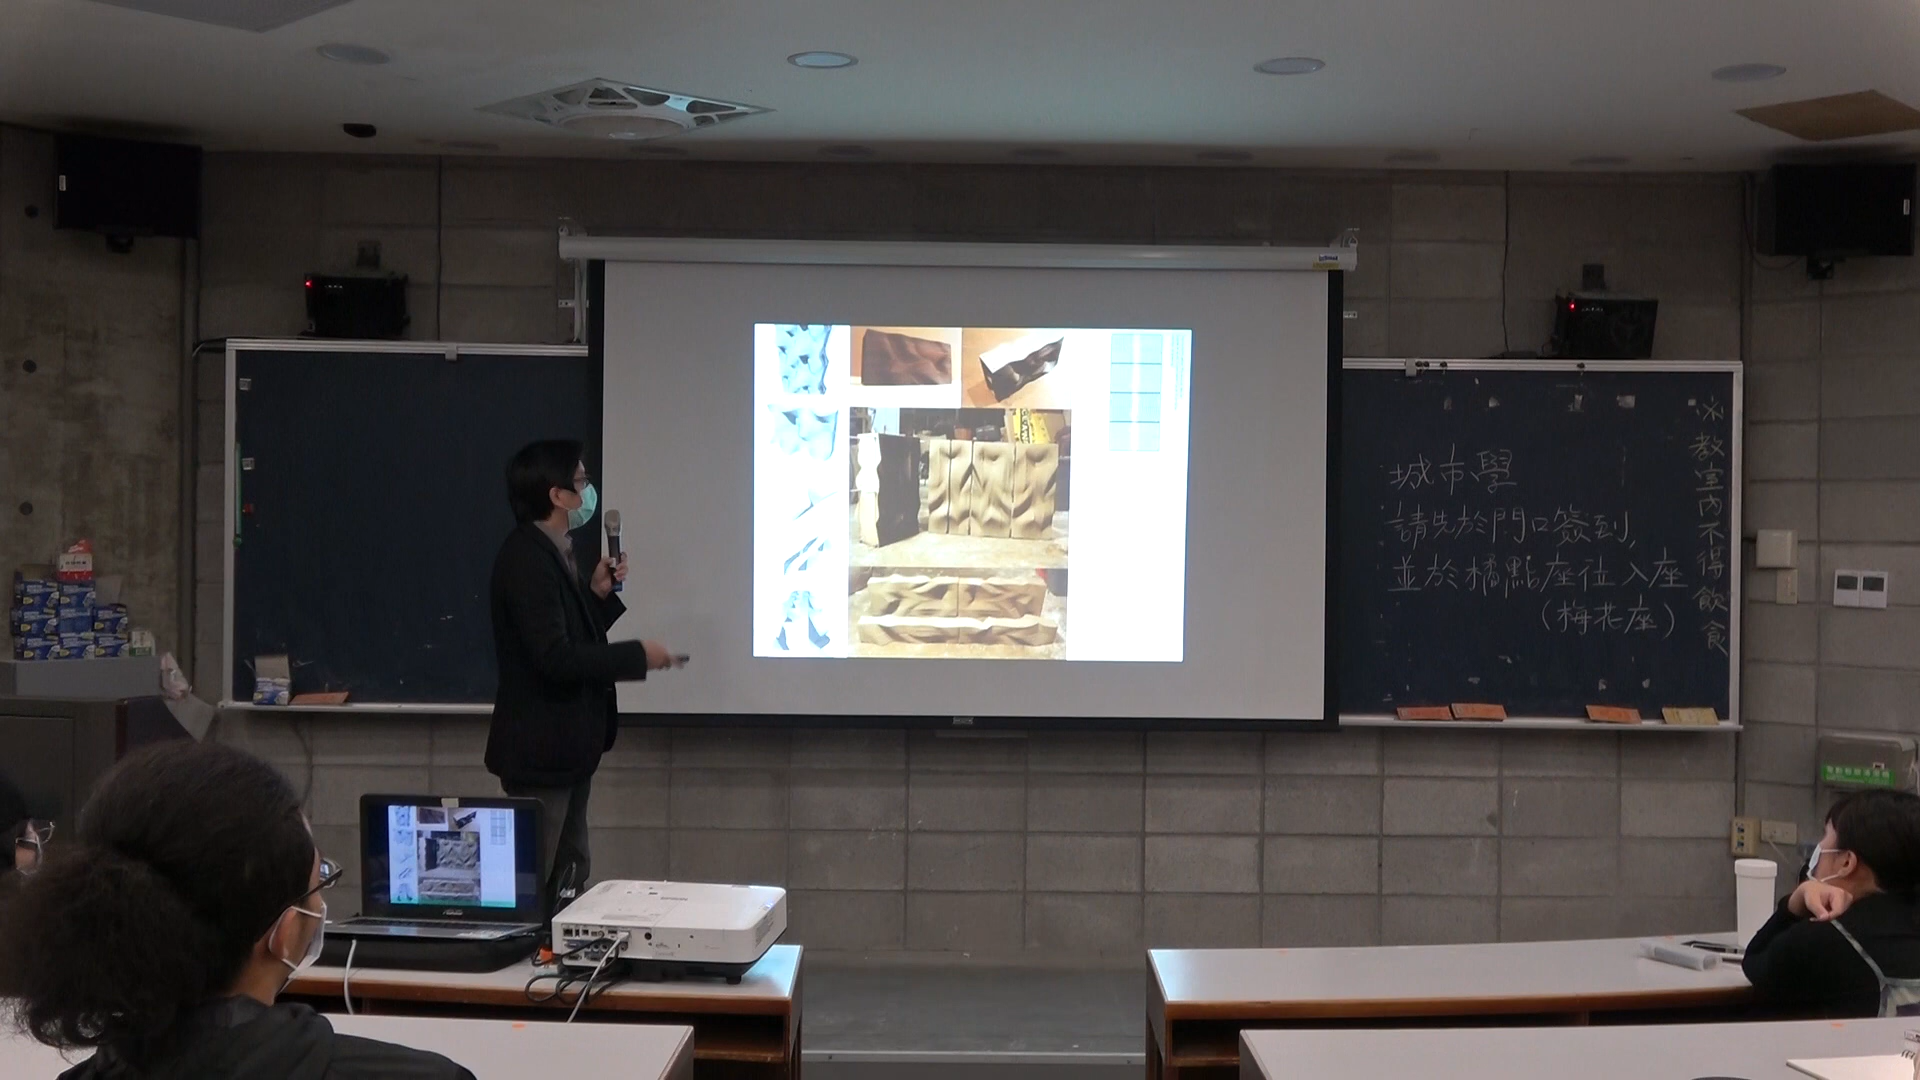 城市學
請先於門口簽到,
並於橘點座位入座
(梅花座)
※教室內不得飲食